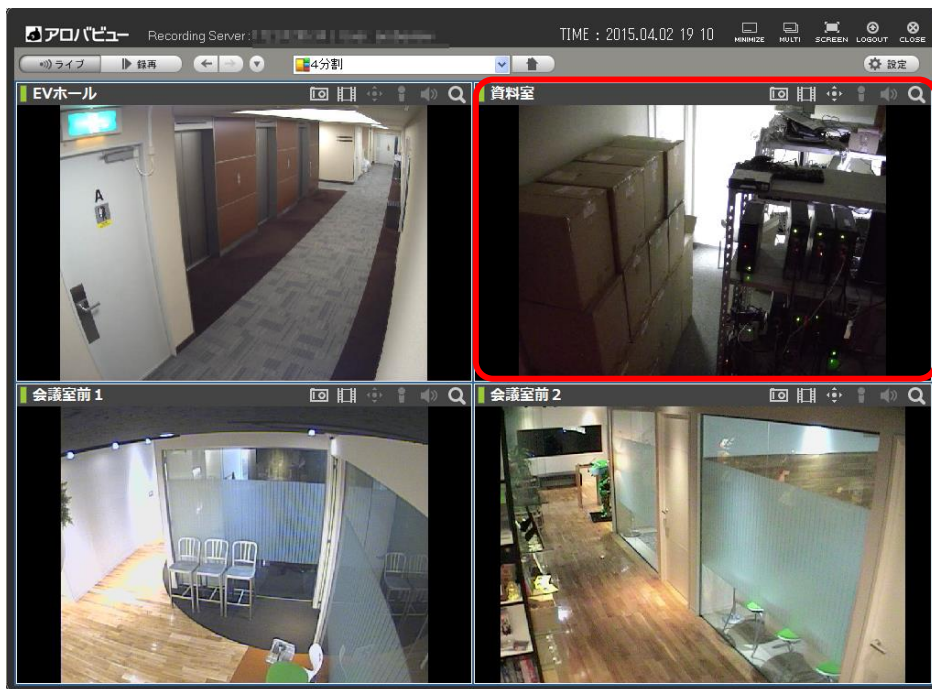 アロバビュー Recording Server: TIME : 2015.04.02 19 10 MINIMIZE MULTI SCREEN LOGOUT CLOSE
ライブ 録再 4分割 設定
EVホール
資料室
A
会議室前1
会議室前2